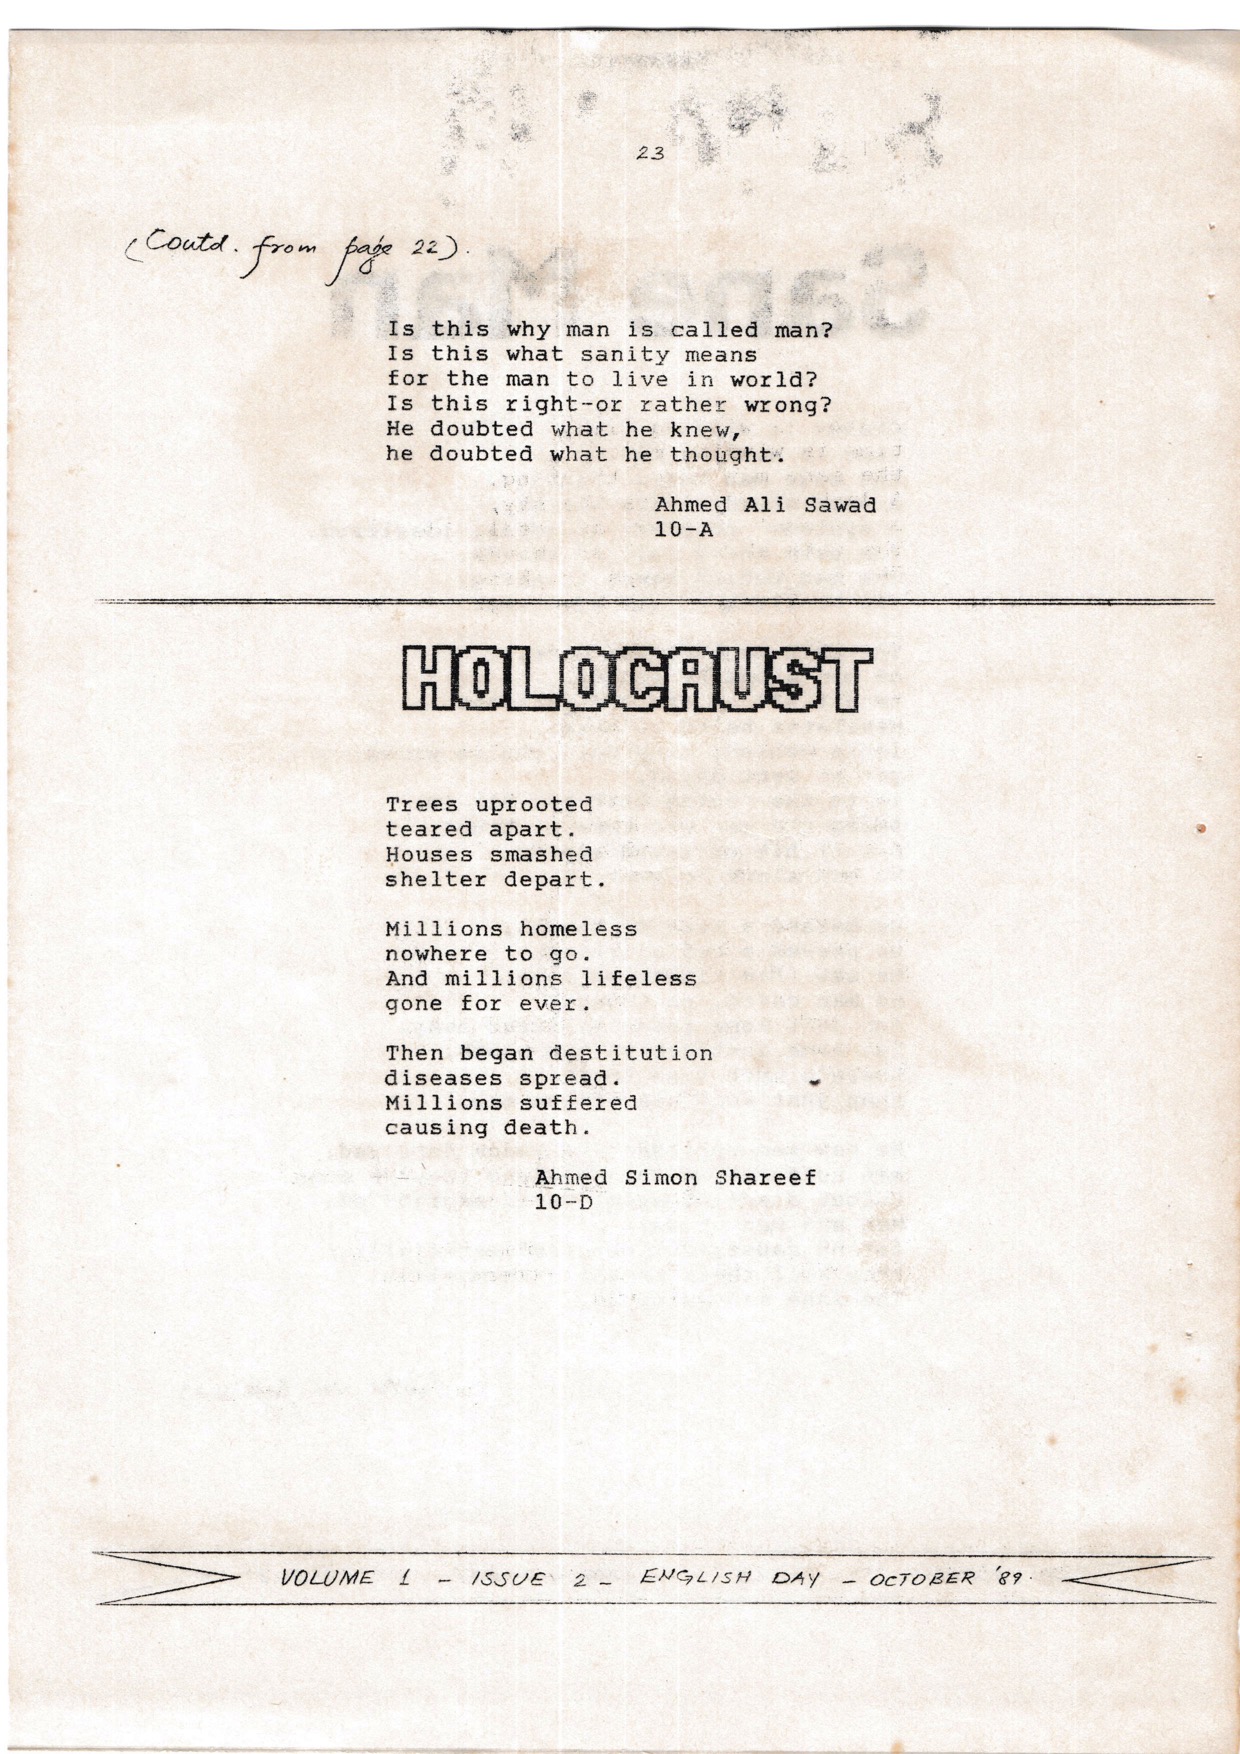 23
(Contd. from page 22).
Is this why man is called man?
Is this what sanity means
for the man to live in world?
Is this right-or rather wrong?
He doubted what he knew,
he doubted what he thought.
Ahmed Ali Sawad
10-A
HOLOCAUST
Trees uprooted
teared apart.
Houses smashed
shelter depart.
Millions homeless
nowhere to go.
And millions lifeless
gone for ever.
Then began destitution
diseases spread.
Millions suffered
causing death.
Ahmed Simon Shareef
10-D
VOLUME 1 - ISSUE 2 - ENGLISH DAY - OCTOBER '89.